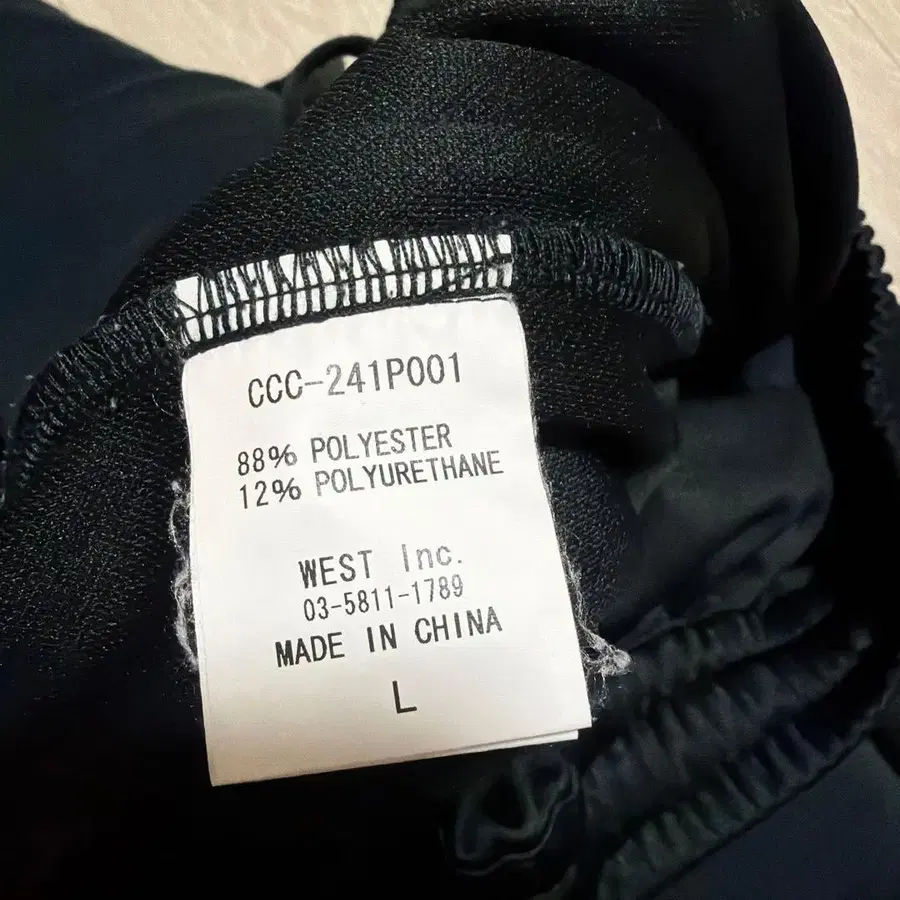 CCC-241P001
88% POLYESTER
12% POLYURETHANE
WEST Inc.
03-5811-1789
MADE IN CHINA
L